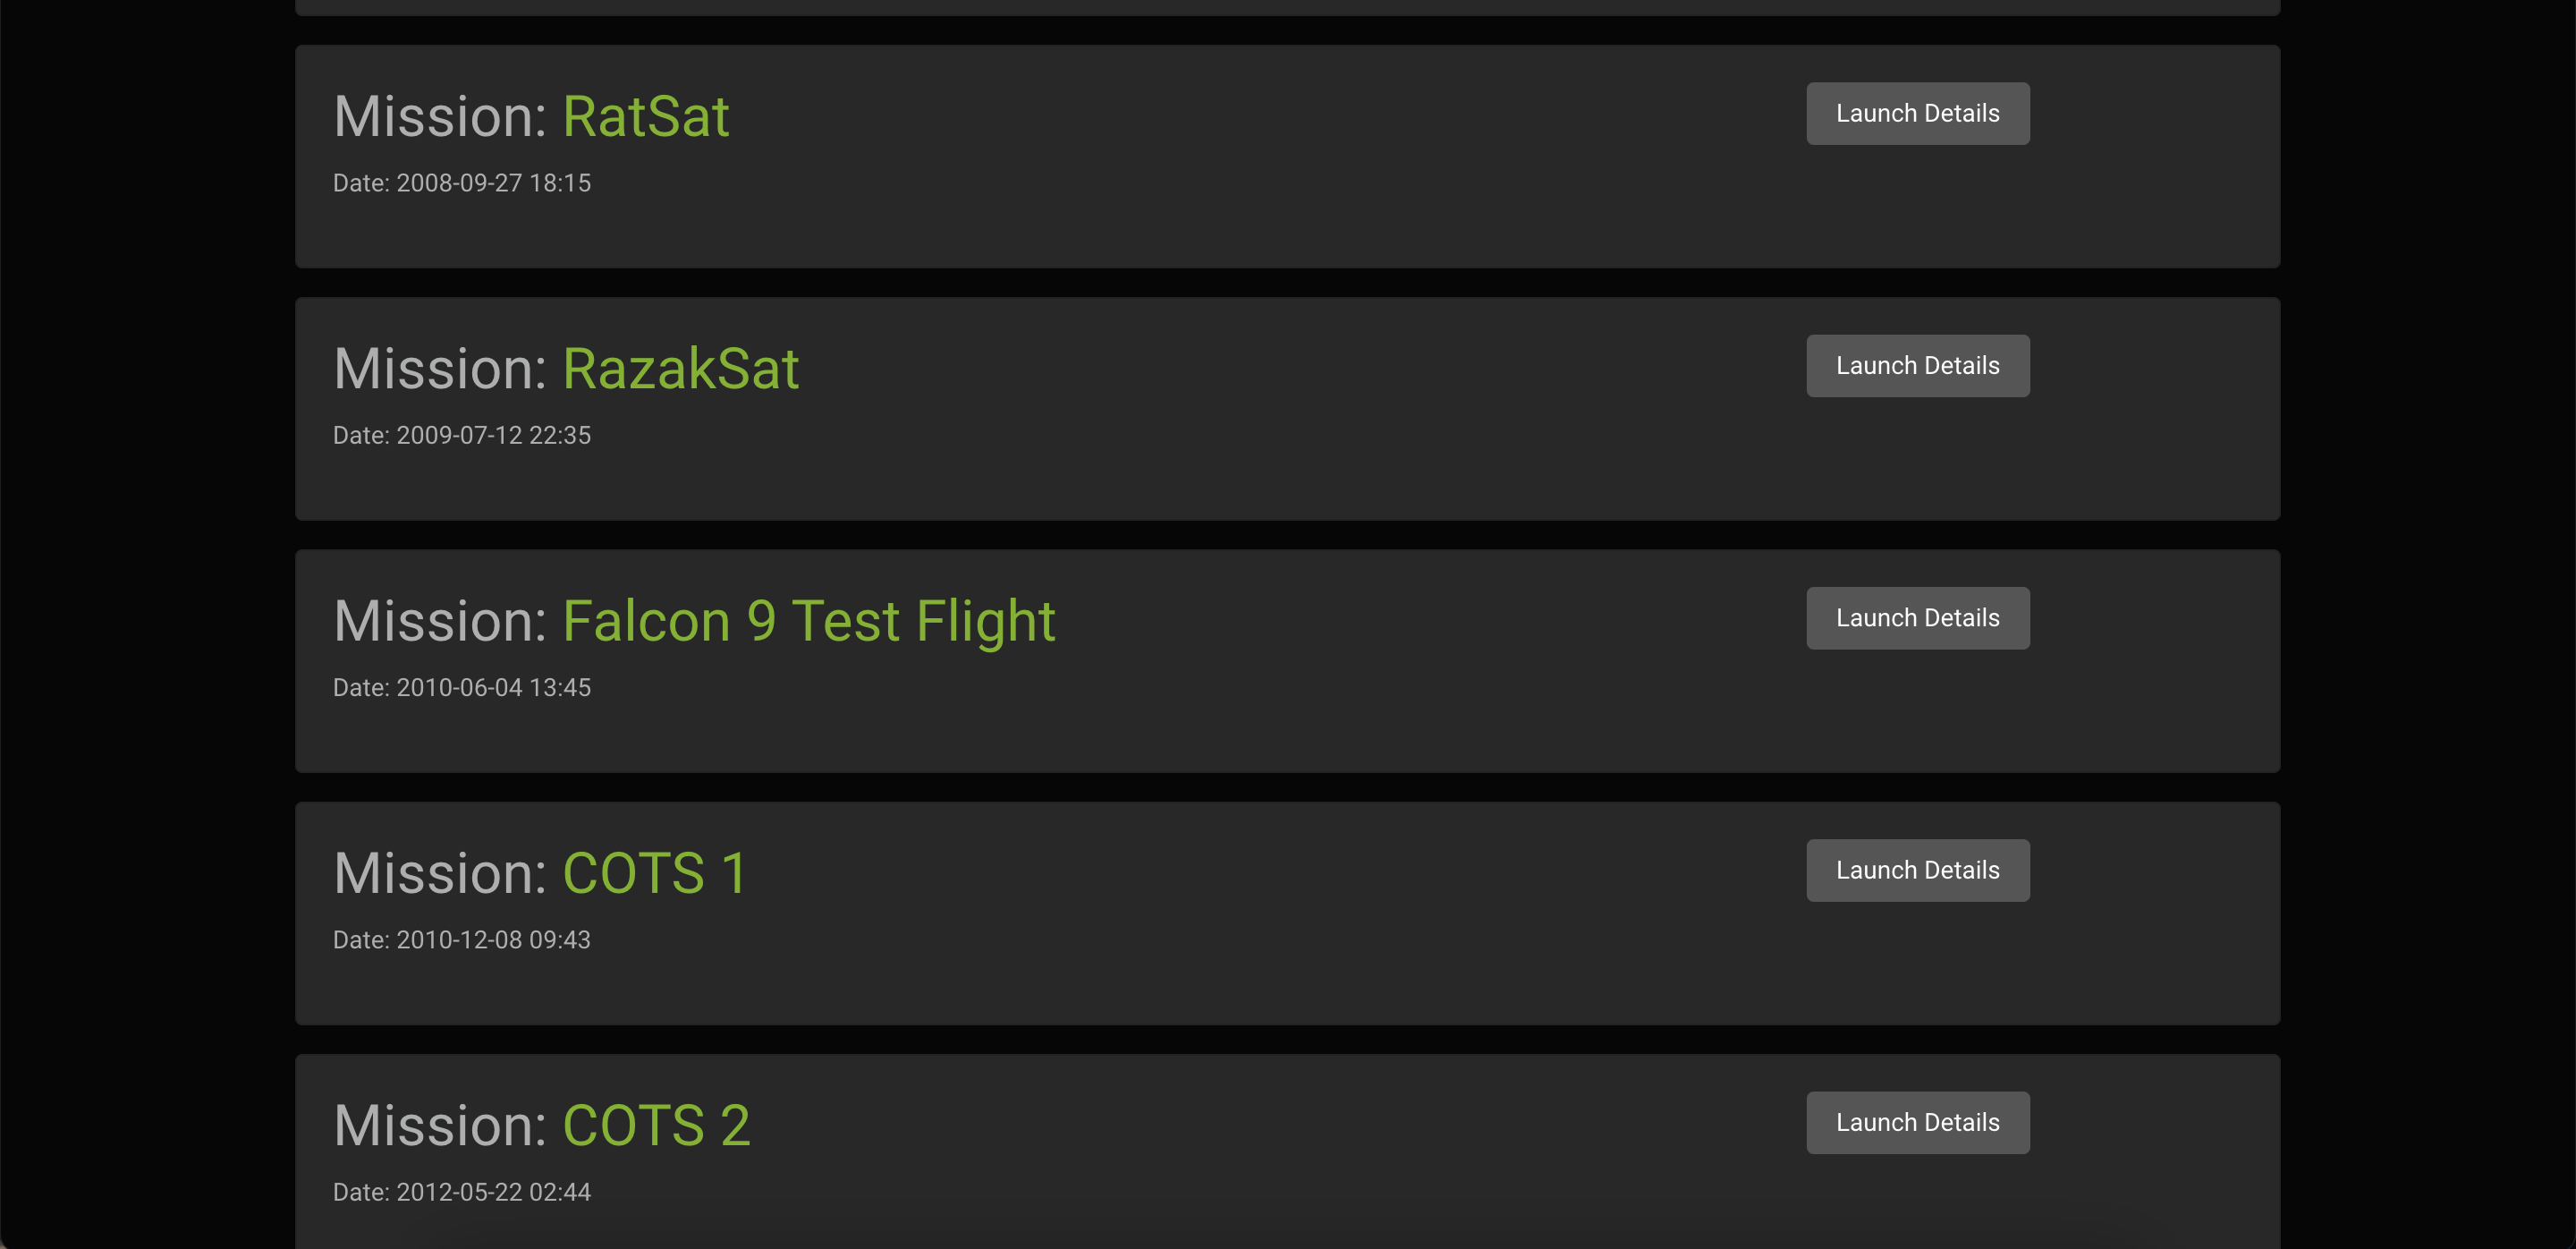 Mission: RatSat
Launch Details
Date: 2008-09-27 18:15
Mission: RazakSat
Launch Details
Date: 2009-07-12 22:35
Mission: Falcon 9 Test Flight
Launch Details
Date: 2010-06-04 13:45
Mission: COTS 1
Launch Details
Date: 2010-12-08 09:43
Mission: COTS 2
Launch Details
Date: 2012-05-22 02:44